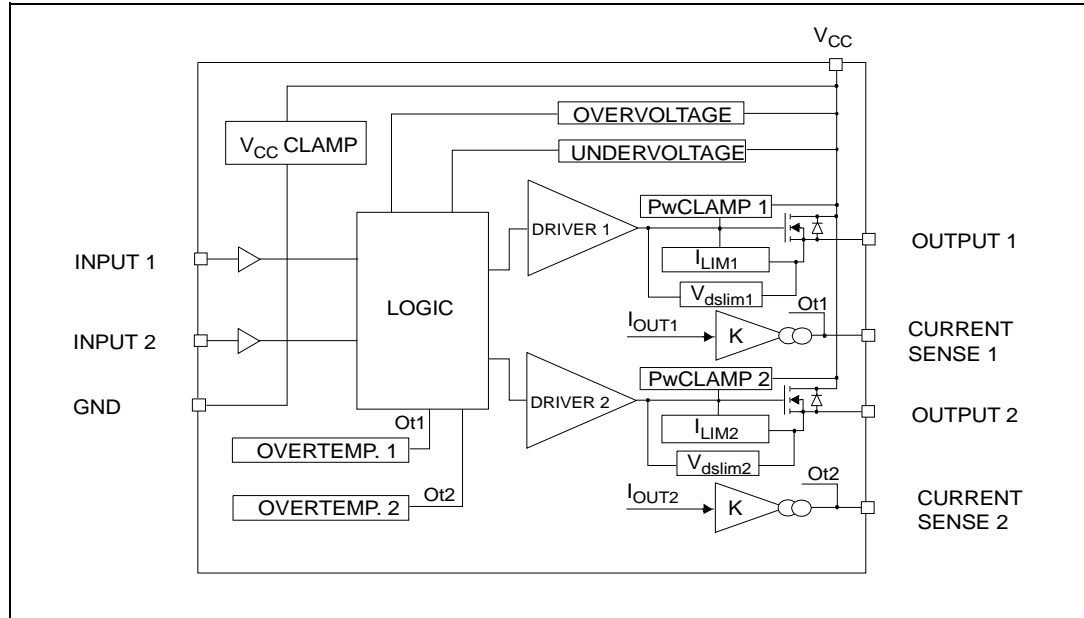 VCC
OVERVOLTAGE
VCC CLAMP
UNDERVOLTAGE
PwCLAMP 1
DRIVER 1
OUTPUT 1
INPUT 1
ILIM1
Vdslim1
LOGIC
Ot1
IOUT1
K
CURRENT
SENSE 1
INPUT 2
PwCLAMP 2
DRIVER 2
GND
OUTPUT 2
Ot1
ILIM2
OVERTEMP. 1
Vdslim2
Ot2
Ot2
IOUT2
OVERTEMP. 2
K
CURRENT
SENSE 2